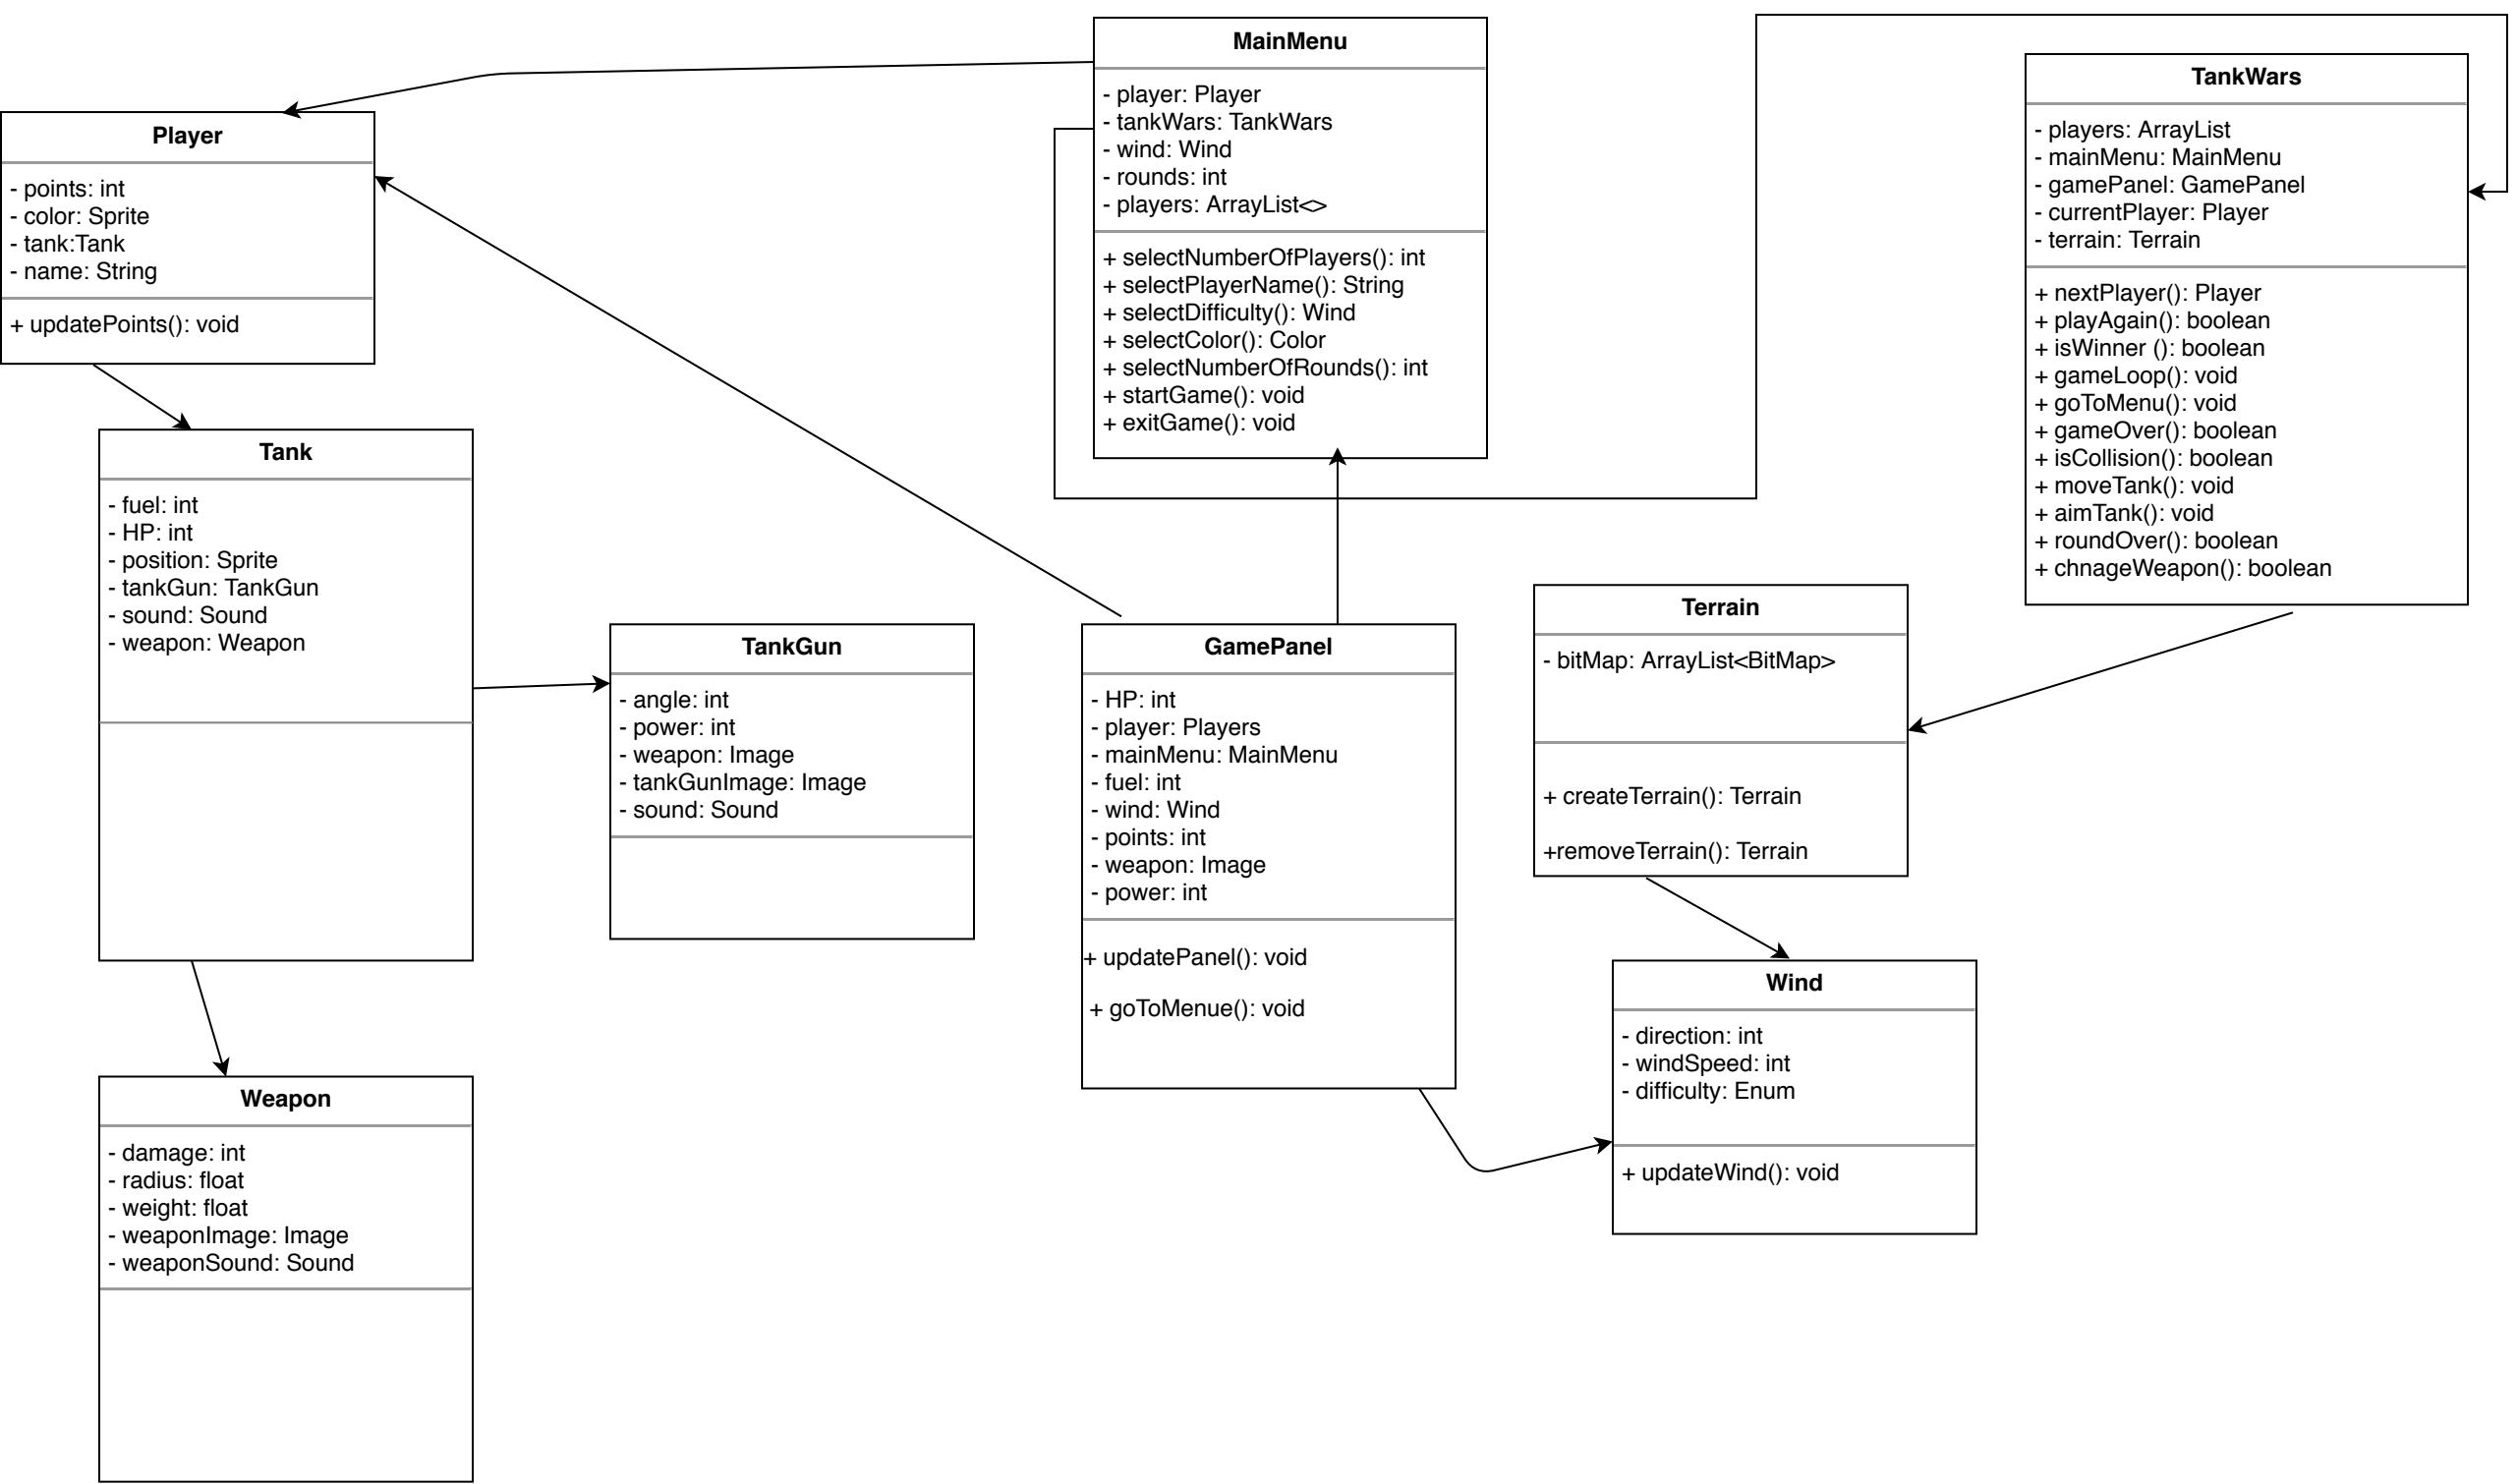 MainMenu
- player: Player
- tankWars: TankWars
- wind: Wind
- rounds: int
- players: ArrayList<>
+ selectNumberOfPlayers(): int
+ selectPlayerName(): String
+ selectDifficulty(): Wind
+ selectColor(): Color
+ selectNumberOfRounds(): int
+ startGame(): void
+ exitGame(): void
TankWars
- players: ArrayList
- mainMenu: MainMenu
- gamePanel: GamePanel
- currentPlayer: Player
- terrain: Terrain
+ nextPlayer(): Player
+ playAgain(): boolean
+ isWinner (): boolean
+ gameLoop(): void
+ goToMenu(): void
+ gameOver(): boolean
+ isCollision(): boolean
+ moveTank(): void
+ aimTank(): void
+ roundOver(): boolean
+ chnageWeapon(): boolean
Player
- points: int
- color: Sprite
- tank:Tank
- name: String
+ updatePoints(): void
Tank
- fuel: int
- HP: int
- position: Sprite
- tankGun: TankGun
- sound: Sound
- weapon: Weapon
TankGun
- angle: int
- power: int
- weapon: Image
- tankGunImage: Image
- sound: Sound
GamePanel
- HP: int
- player: Players
- mainMenu: MainMenu
- fuel: int
- wind: Wind
- points: int
- weapon: Image
- power: int
+ updatePanel(): void
+ goToMenue(): void
Terrain
- bitMap: ArrayList<BitMap>
+ createTerrain(): Terrain
+removeTerrain(): Terrain
Wind
- direction: int
- windSpeed: int
- difficulty: Enum
+ updateWind(): void
Weapon
- damage: int
- radius: float
- weight: float
- weaponImage: Image
- weaponSound: Sound